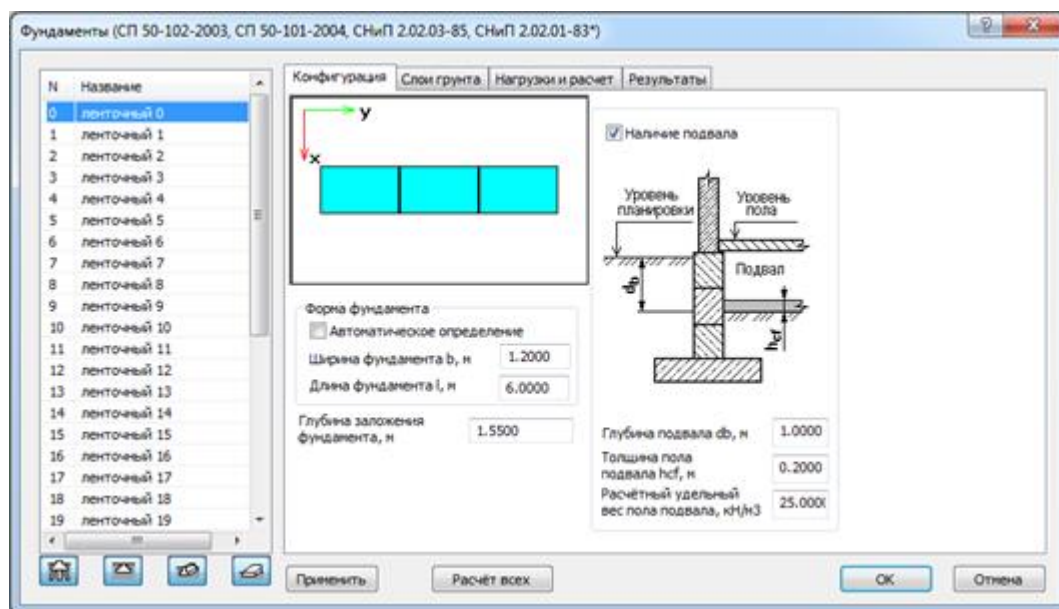 Фундаменты (СП 50-102-2003, СП 50-101-2004, СНиП 2.02.03-85, СНиП 2.02.01-83*)
N Название
0 ленточный 0
1 ленточный 1
2 ленточный 2
3 ленточный 3
4 ленточный 4
5 ленточный 5
6 ленточный 6
7 ленточный 7
8 ленточный 8
9 ленточный 9
10 ленточный 10
11 ленточный 11
12 ленточный 12
13 ленточный 13
14 ленточный 14
15 ленточный 15
16 ленточный 16
17 ленточный 17
18 ленточный 18
19 ленточный 19
Конфигурация Слои грунта Нагрузки и расчет Результаты
y
x
Форма фундамента
Автоматическое определение
Ширина фундамента b, м 1.2000
Длина фундамента l, м 6.0000
Глубина заложения
фундамента, м 1.5500
Наличие подвала
Уровень
планировки
Уровень
пола
Подвал
db
hcf
Глубина подвала db, м 1.0000
Толщина пола
подвала hcf, м 0.2000
Расчётный удельный
вес пола подвала, кН/м3 25.000
Применить Расчёт всех OK Отмена